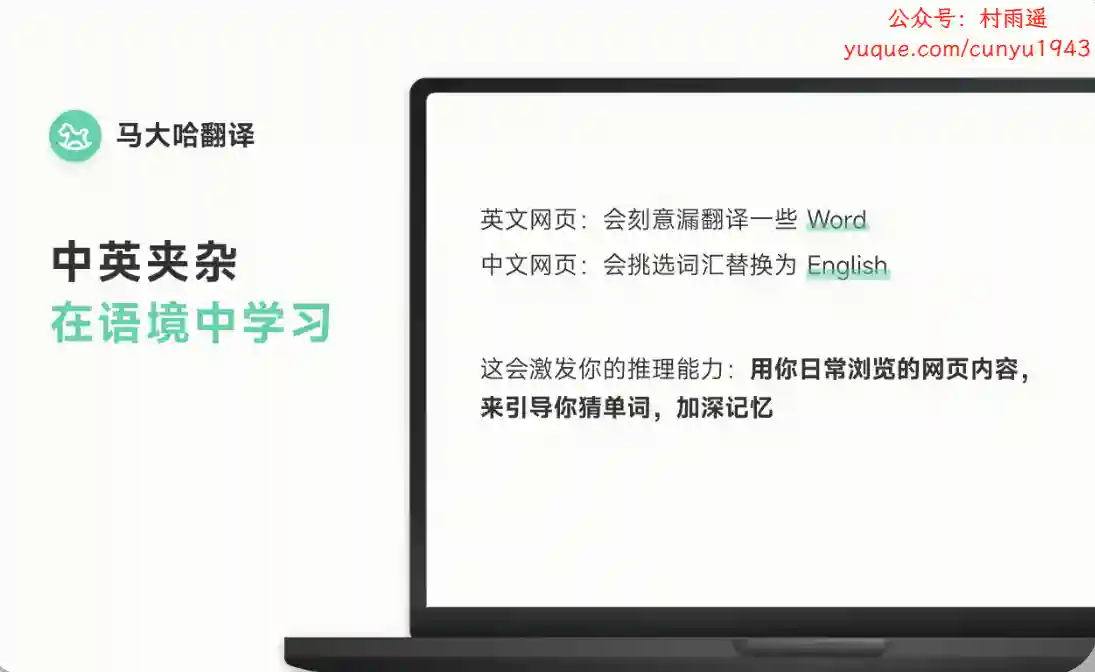 公众号：村雨遥
yuque.com/cunyu1943
马大哈翻译
中英夹杂
在语境中学习
英文网页：会刻意漏翻译一些 Word
中文网页：会挑选词汇替换为 English
这会激发你的推理能力：用你日常浏览的网页内容，
来引导你猜单词，加深记忆